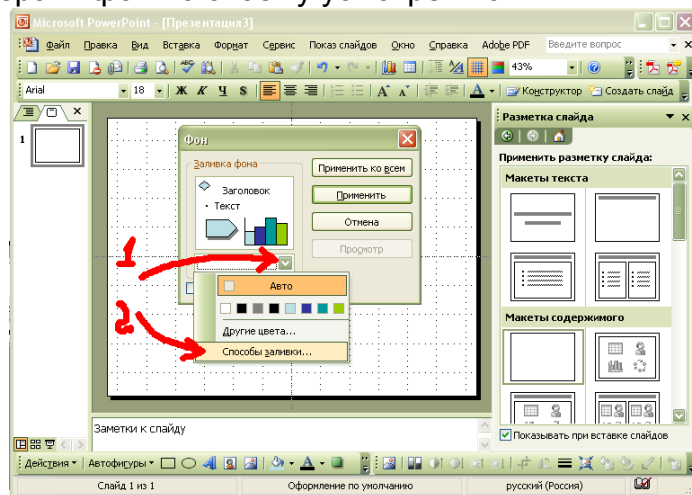 Microsoft PowerPoint - [Презентация3]
Файл Правка Вид Вставка Формат Сервис Показ слайдов Окно Справка Adobe PDF Введите вопрос
43%
Arial 18 Ж К Ч S Конструктор Создать слайд
Разметка слайда
1
Применить разметку слайда:
Макеты текста
Макеты содержимого
Показывать при вставке слайдов
Фон
Заливка фона
Заголовок
• Текст
Применить ко всем
Применить
Отмена
Просмотр
1
Авто
2
Другие цвета...
Способы заливки...
Заметки к слайду
Действия Автофигуры
Слайд 1 из 1 Оформление по умолчанию русский (Россия)